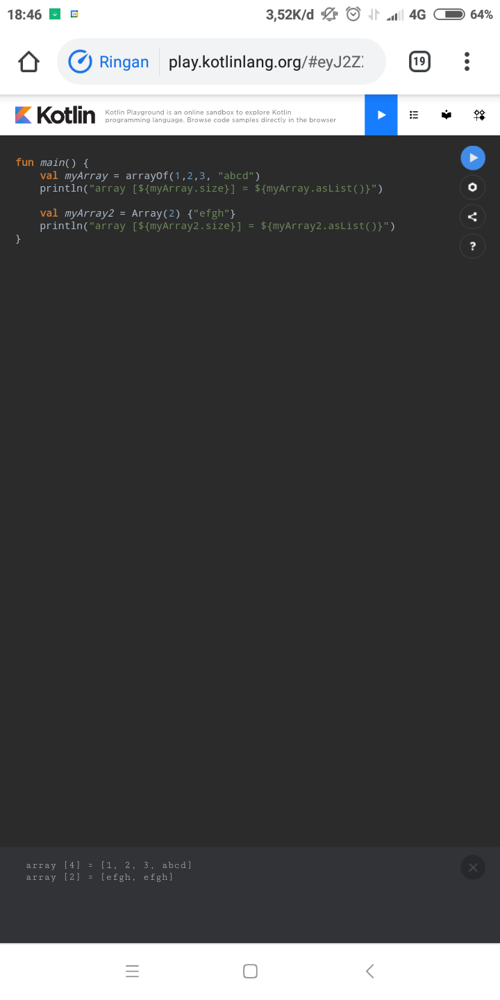 18:46 3,52K/d 4G 64%
Ringan play.kotlinlang.org/#eyJ2Z 19
Kotlin Kotlin Playground is an online sandbox to explore Kotlin
programming language. Browse code samples directly in the browser
fun main() {
    val myArray = arrayOf(1,2,3, "abcd")
    println("array [${myArray.size}] = ${myArray.asList()}")
    val myArray2 = Array(2) {"efgh"}
    println("array [${myArray2.size}] = ${myArray2.asList()}")
}
?
array [4] = [1, 2, 3, abcd]
array [2] = [efgh, efgh]